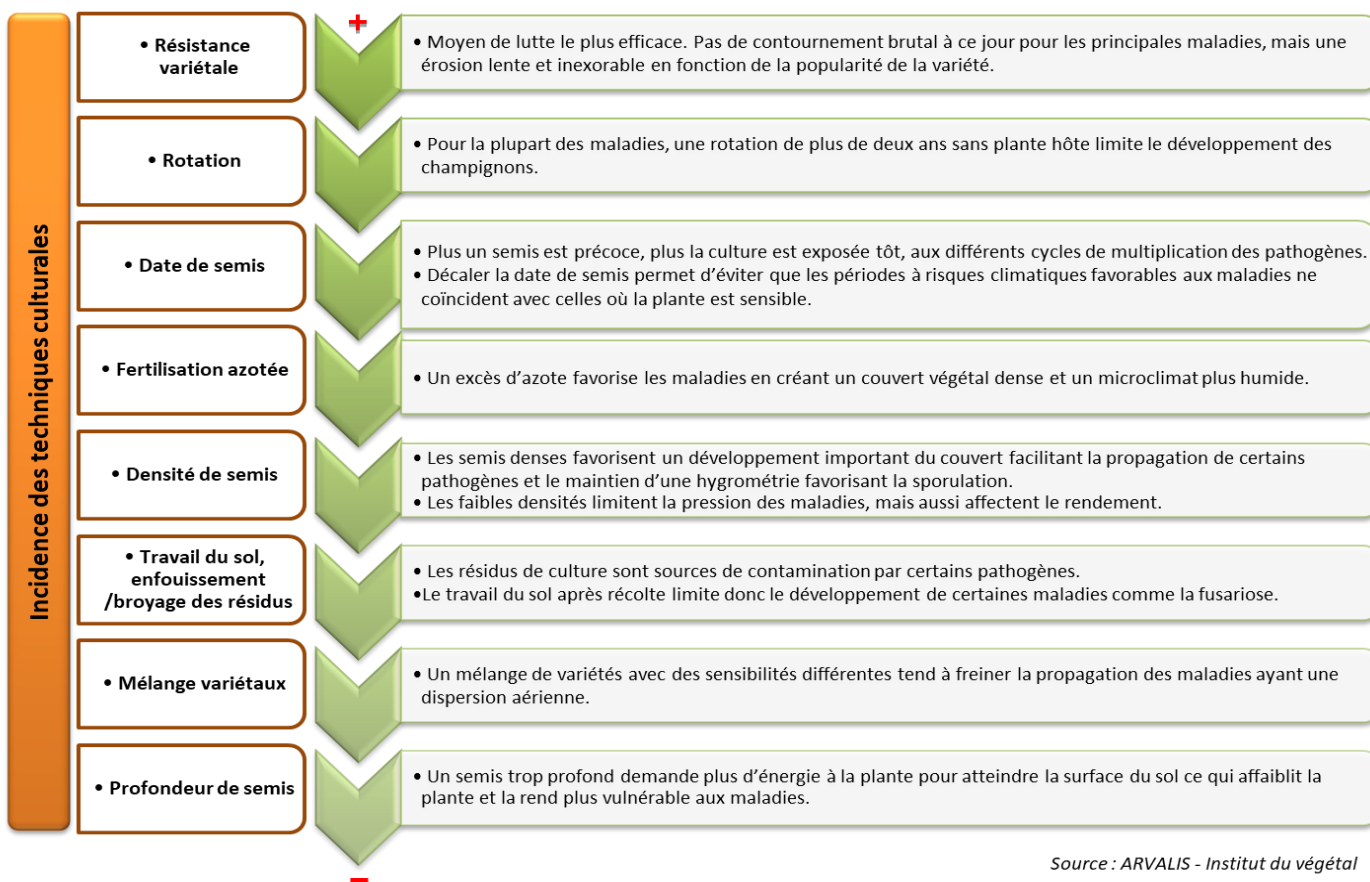 +
• Résistance
variétale
• Moyen de lutte le plus efficace. Pas de contournement brutal à ce jour pour les principales maladies, mais une
érosion lente et inexorable en fonction de la popularité de la variété.
• Rotation
• Pour la plupart des maladies, une rotation de plus de deux ans sans plante hôte limite le développement des
champignons.
• Date de semis
• Plus un semis est précoce, plus la culture est exposée tôt, aux différents cycles de multiplication des pathogènes.
• Décaler la date de semis permet d’éviter que les périodes à risques climatiques favorables aux maladies ne
coïncident avec celles où la plante est sensible.
• Fertilisation azotée
• Un excès d’azote favorise les maladies en créant un couvert végétal dense et un microclimat plus humide.
• Densité de semis
• Les semis denses favorisent un développement important du couvert facilitant la propagation de certains
pathogènes et le maintien d’une hygrométrie favorisant la sporulation.
• Les faibles densités limitent la pression des maladies, mais aussi affectent le rendement.
• Travail du sol,
enfouissement
/broyage des résidus
• Les résidus de culture sont sources de contamination par certains pathogènes.
•Le travail du sol après récolte limite donc le développement de certaines maladies comme la fusariose.
• Mélange variétaux
• Un mélange de variétés avec des sensibilités différentes tend à freiner la propagation des maladies ayant une
dispersion aérienne.
• Profondeur de semis
• Un semis trop profond demande plus d’énergie à la plante pour atteindre la surface du sol ce qui affaiblit la
plante et la rend plus vulnérable aux maladies.
Incidence des techniques culturales
Source : ARVALIS - Institut du végétal
–